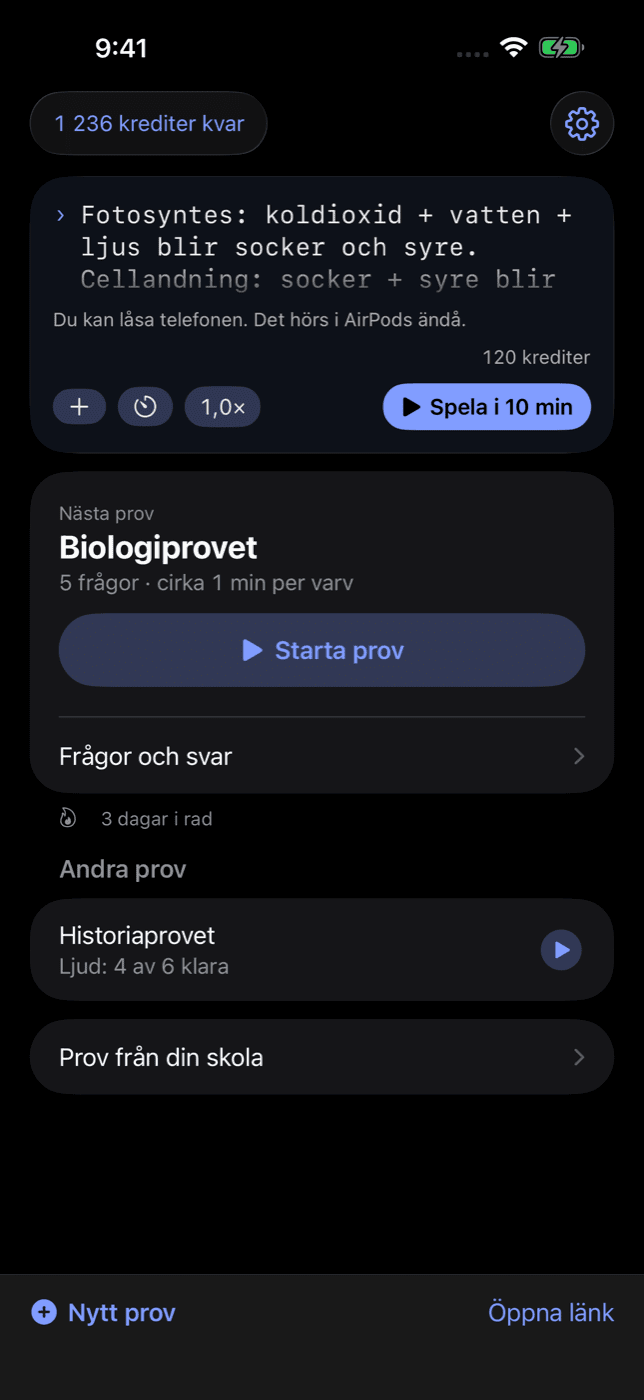 9:41
1 236 krediter kvar
› Fotosyntes: koldioxid + vatten +
ljus blir socker och syre.
Cellandning: socker + syre blir
Du kan låsa telefonen. Det hörs i AirPods ändå.
120 krediter
1,0×
Spela i 10 min
Nästa prov
Biologiprovet
5 frågor · cirka 1 min per varv
Starta prov
Frågor och svar
3 dagar i rad
Andra prov
Historiaprovet
Ljud: 4 av 6 klara
Prov från din skola
Nytt prov
Öppna länk